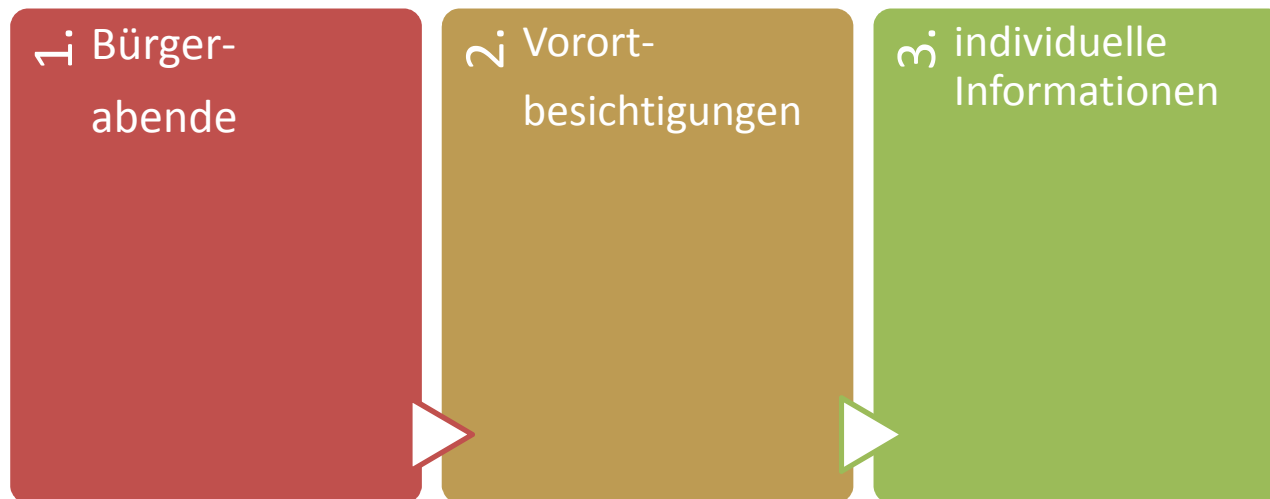 1. Bürger-
abende
2. Vorort-
besichtigungen
3. individuelle
Informationen